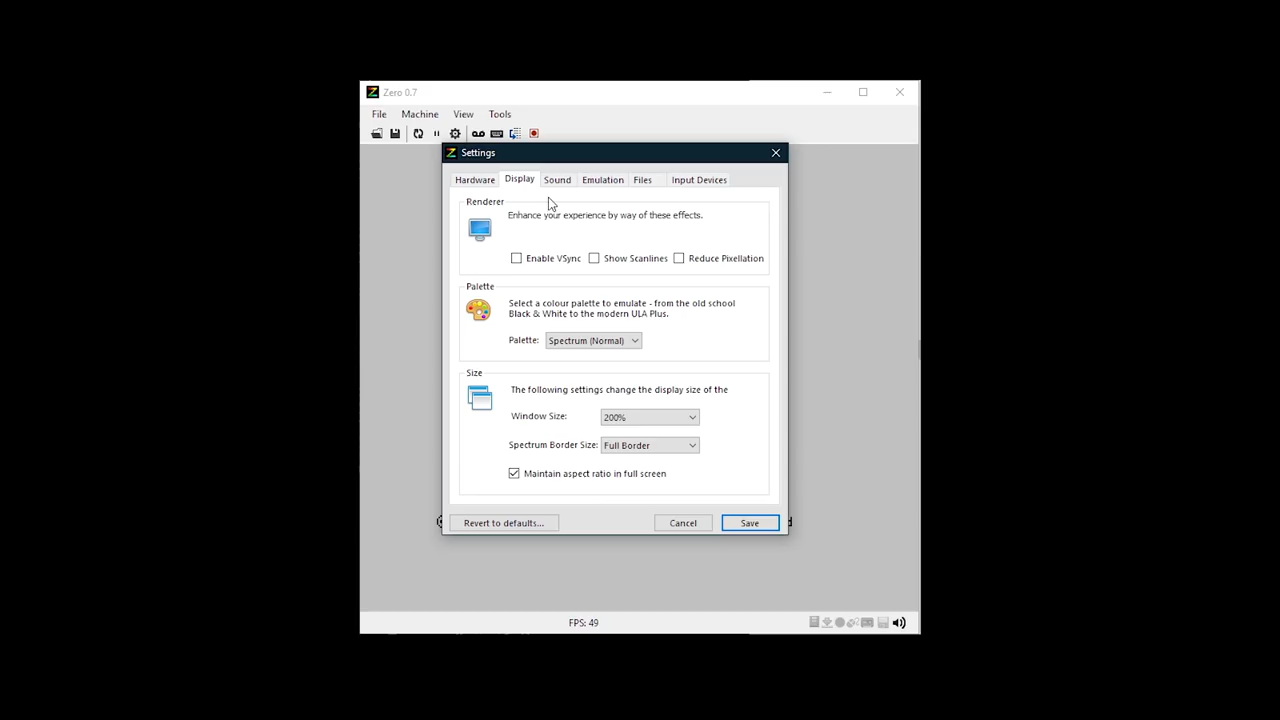 Zero 0.7
File Machine View Tools
Settings
Hardware Display Sound Emulation Files Input Devices
Renderer
Enhance your experience by way of these effects.
Enable VSync Show Scanlines Reduce Pixellation
Palette
Select a colour palette to emulate - from the old school
Black & White to the modern ULA Plus.
Palette: Spectrum (Normal)
Size
The following settings change the display size of the
Window Size: 200%
Spectrum Border Size: Full Border
Maintain aspect ratio in full screen
Revert to defaults... Cancel Save
FPS: 49